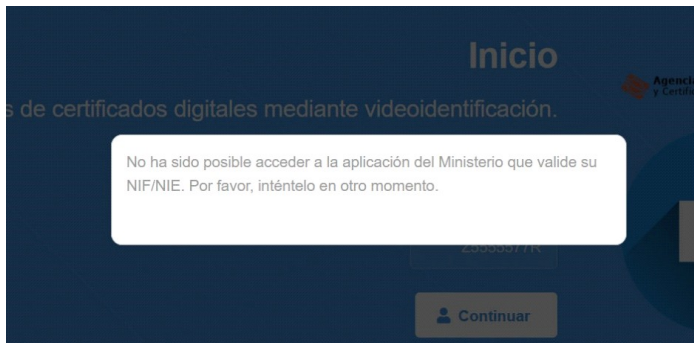 Inicio
Agencia
y Certifi
s de certificados digitales mediante videoidentificación.
No ha sido posible acceder a la aplicación del Ministerio que valide su
NIF/NIE. Por favor, inténtelo en otro momento.
Continuar